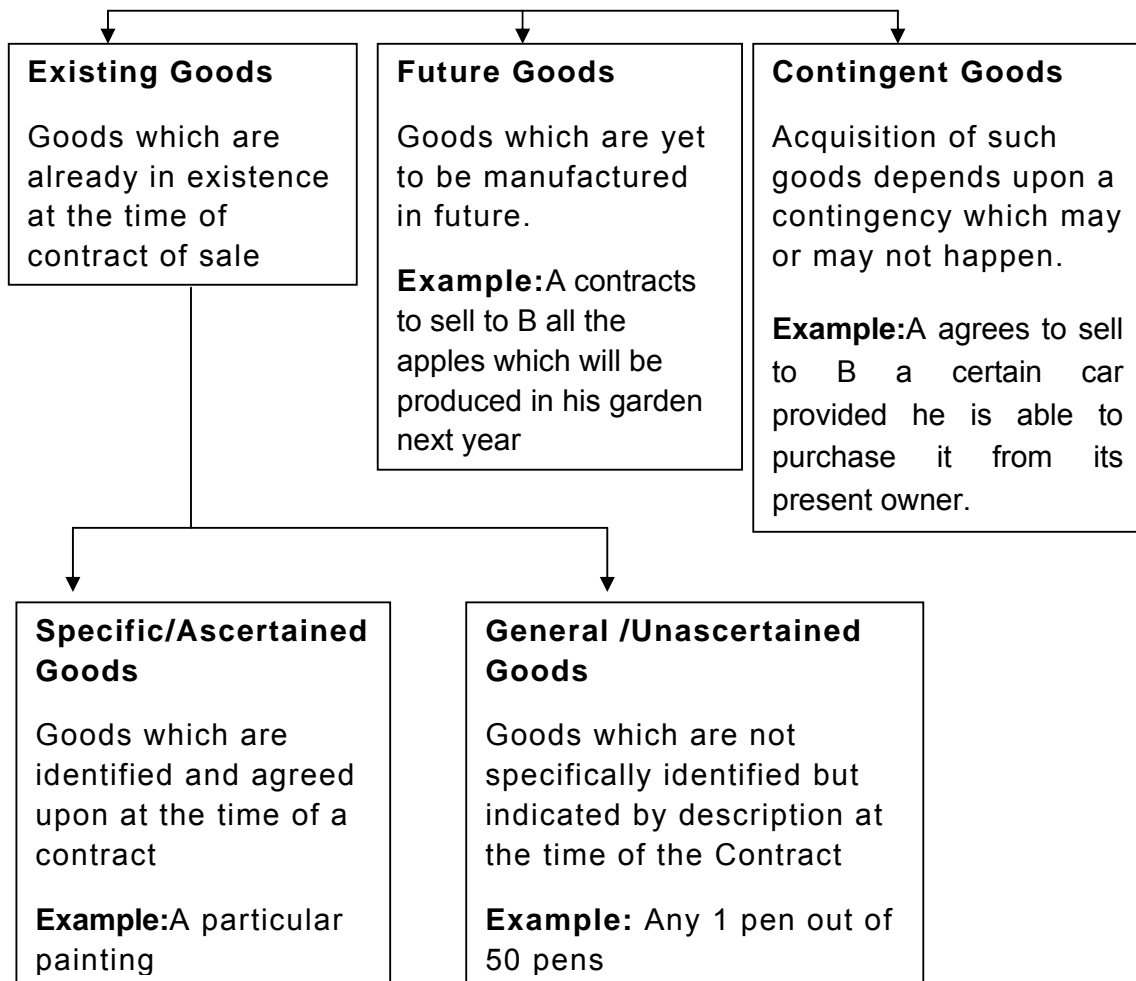 Existing Goods
Goods which are
already in existence
at the time of
contract of sale
Future Goods
Goods which are yet
to be manufactured
in future.
Example:A contracts
to sell to B all the
apples which will be
produced in his garden
next year
Contingent Goods
Acquisition of such
goods depends upon a
contingency which may
or may not happen.
Example:A agrees to sell
to B a certain car
provided he is able to
purchase it from its
present owner.
Specific/Ascertained
Goods
Goods which are
identified and agreed
upon at the time of a
contract
Example:A particular
painting
General /Unascertained
Goods
Goods which are not
specifically identified but
indicated by description at
the time of the Contract
Example: Any 1 pen out of
50 pens